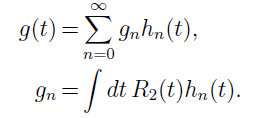 g(t) = ∑_{n=0}^{∞} g_n h_n(t),
g_n = ∫ dt R_2(t)h_n(t).